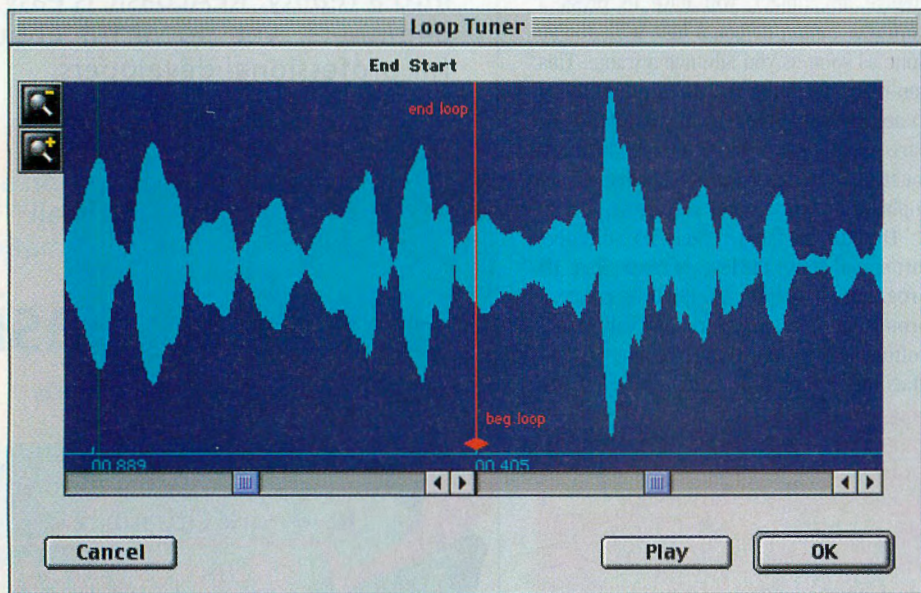 Loop Tuner
End Start
end loop
beg.loop
00.889
00.405
Cancel
Play
OK